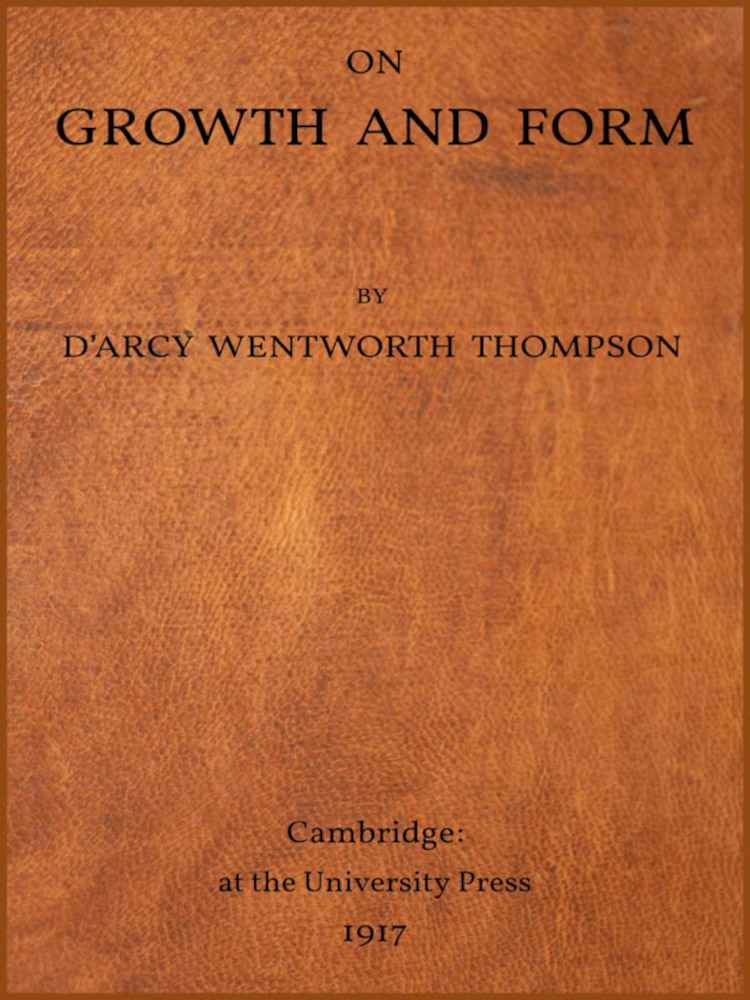 ON
GROWTH AND FORM
BY
D'ARCY WENTWORTH THOMPSON
Cambridge:
at the University Press
1917